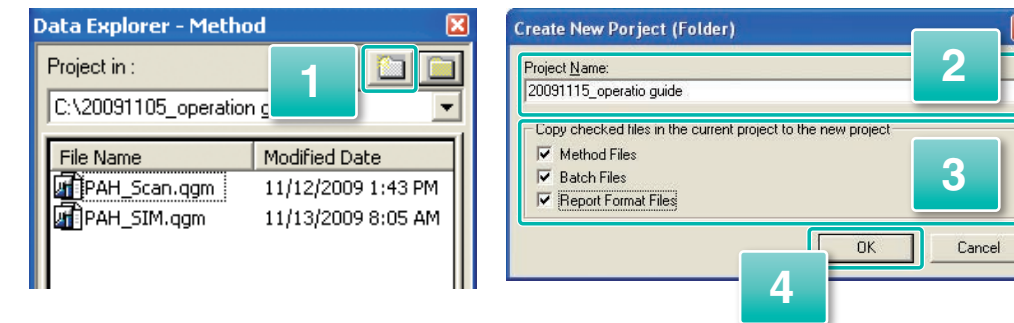 Data Explorer - Method
Project in :
1
C:\20091105_operation g
File Name Modified Date
PAH_Scan.qgm 11/12/2009 1:43 PM
PAH_SIM.qgm 11/13/2009 8:05 AM
Create New Porject (Folder)
Project Name:
2
20091115_operatio guide
Copy checked files in the current project to the new project
Method Files
Batch Files
3
Report Format Files
OK Cancel
4